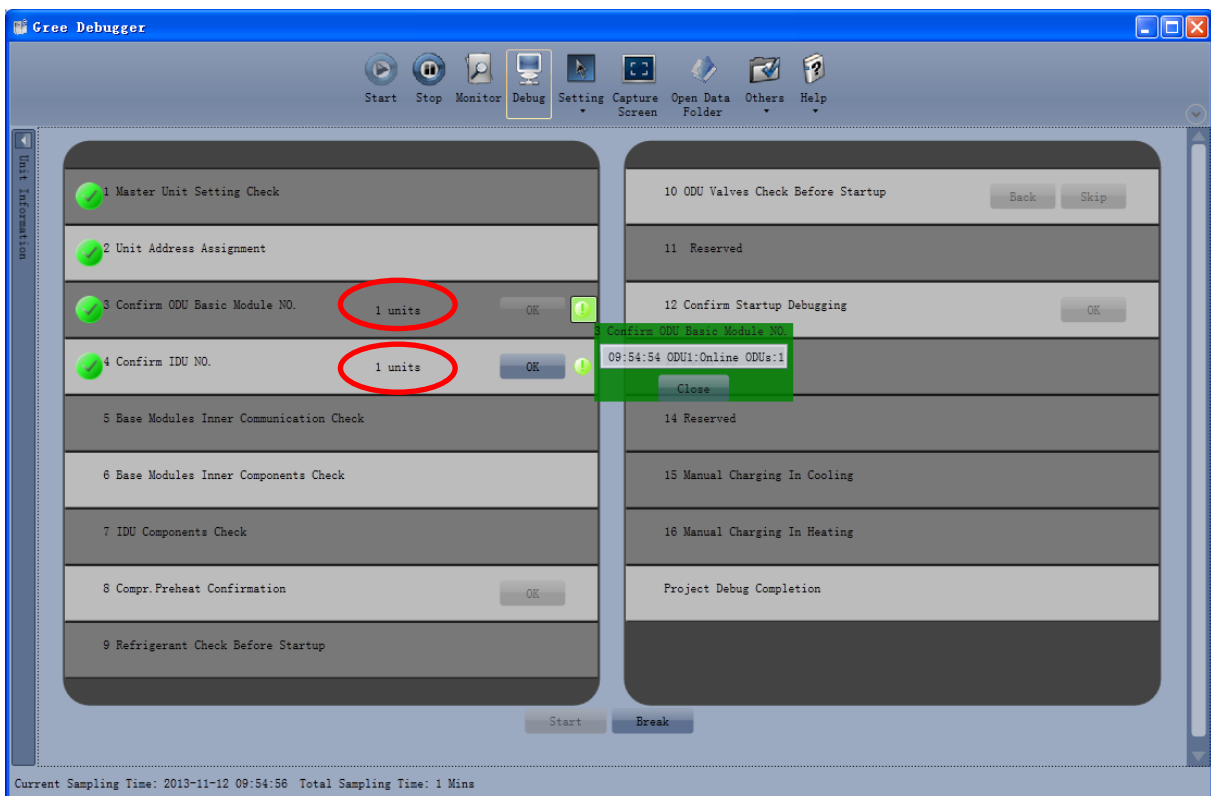 Gree Debugger
Start Stop Monitor Debug Setting Capture Screen Open Data Folder Others Help
Unit Information
1 Master Unit Setting Check
2 Unit Address Assignment
3 Confirm ODU Basic Module NO. 1 units OK
4 Confirm IDU NO. 1 units OK
5 Base Modules Inner Communication Check
6 Base Modules Inner Components Check
7 IDU Components Check
8 Compr.Preheat Confirmation OK
9 Refrigerant Check Before Startup
10 ODU Valves Check Before Startup Back Skip
11 Reserved
12 Confirm Startup Debugging OK
3 Confirm ODU Basic Module NO.
09:54:54 ODU1:Online ODUs:1
Close
14 Reserved
15 Manual Charging In Cooling
16 Manual Charging In Heating
Project Debug Completion
Start Break
Current Sampling Time: 2013-11-12 09:54:56 Total Sampling Time: 1 Mins